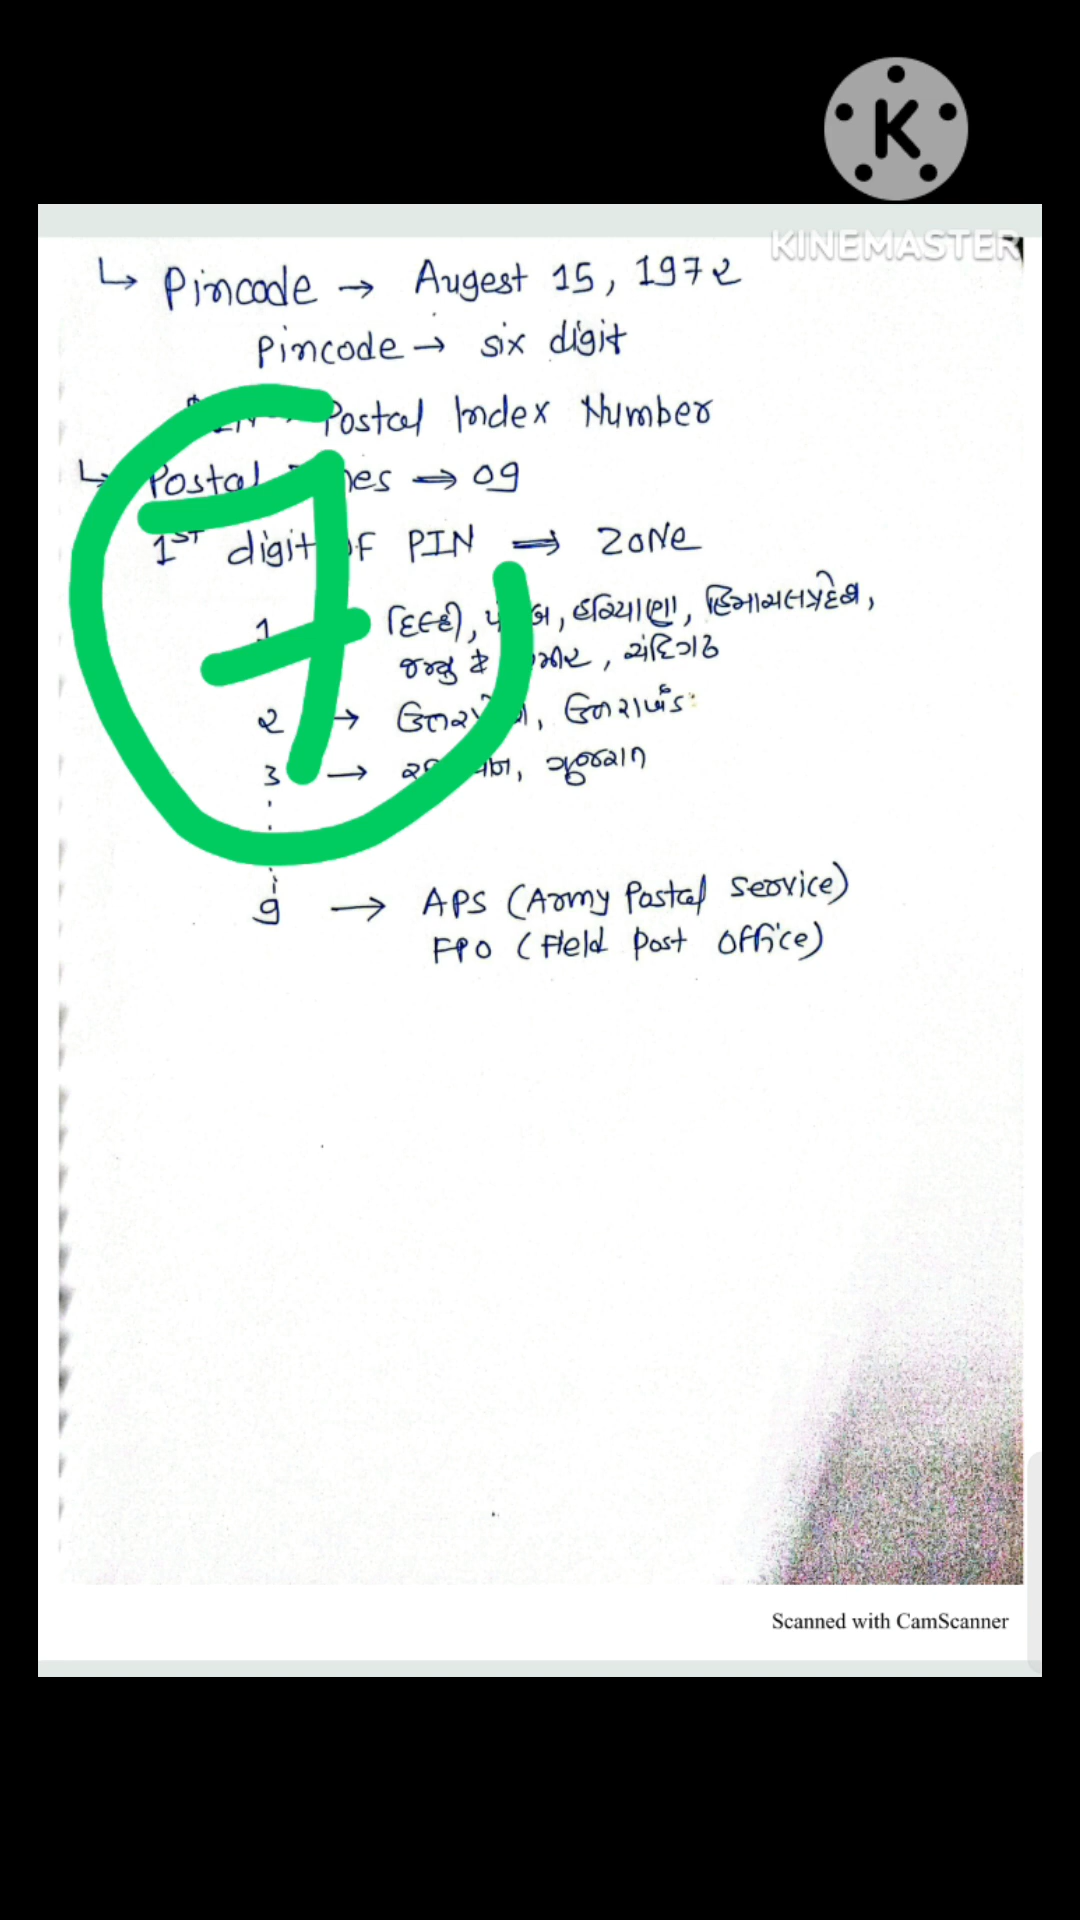 K
KINEMASTER
↳ Pincode → Augest 15, 197૨
Pincode → six digit
Postal Index Number
↳ Postal → 09
1ST digit OF PIN ⇒ ZONe
1 દિલ્હી, હરિયાણા, હિમાચલપ્રદેશ,
જમ્મુ, ચંદિગઢ
૨ → ઉત્તરાખંડ
3 → ગુજરાત
7
9 → APS (Army Postal Service)
FPO (Field Post Office)
Scanned with CamScanner